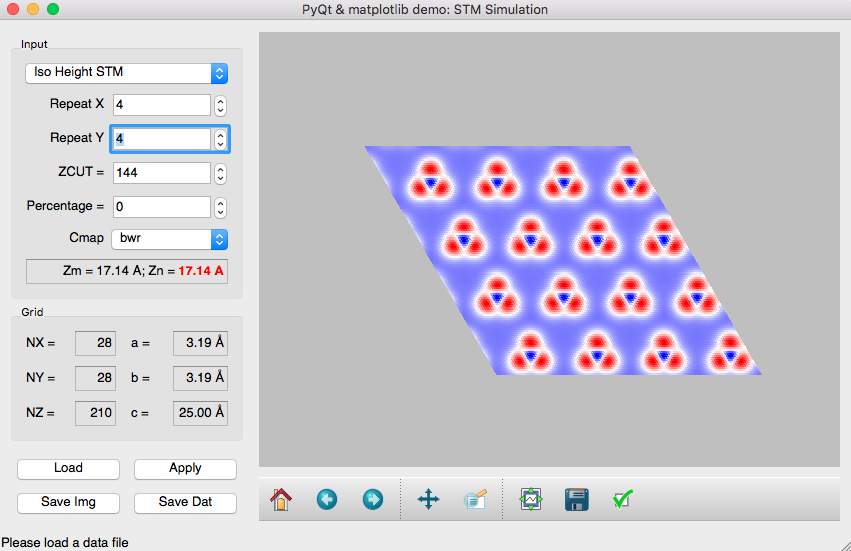 PyQt & matplotlib demo: STM Simulation
Input
Iso Height STM
Repeat X 4
Repeat Y 4
ZCUT = 144
Percentage = 0
Cmap bwr
Zm = 17.14 A; Zn = 17.14 A
Grid
NX = 28 a = 3.19 Å
NY = 28 b = 3.19 Å
NZ = 210 c = 25.00 Å
Load Apply
Save Img Save Dat
Please load a data file